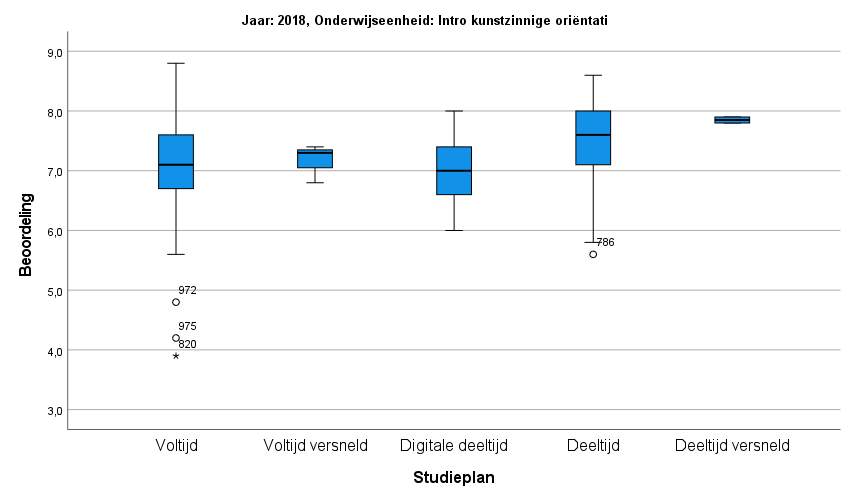 Jaar: 2018, Onderwijseenheid: Intro kunstzinnige oriëntati
9,0
8,0
7,0
6,0
5,0
4,0
3,0
Beoordeling
786
972
975
820
*
Voltijd
Voltijd versneld
Digitale deeltijd
Deeltijd
Deeltijd versneld
Studieplan